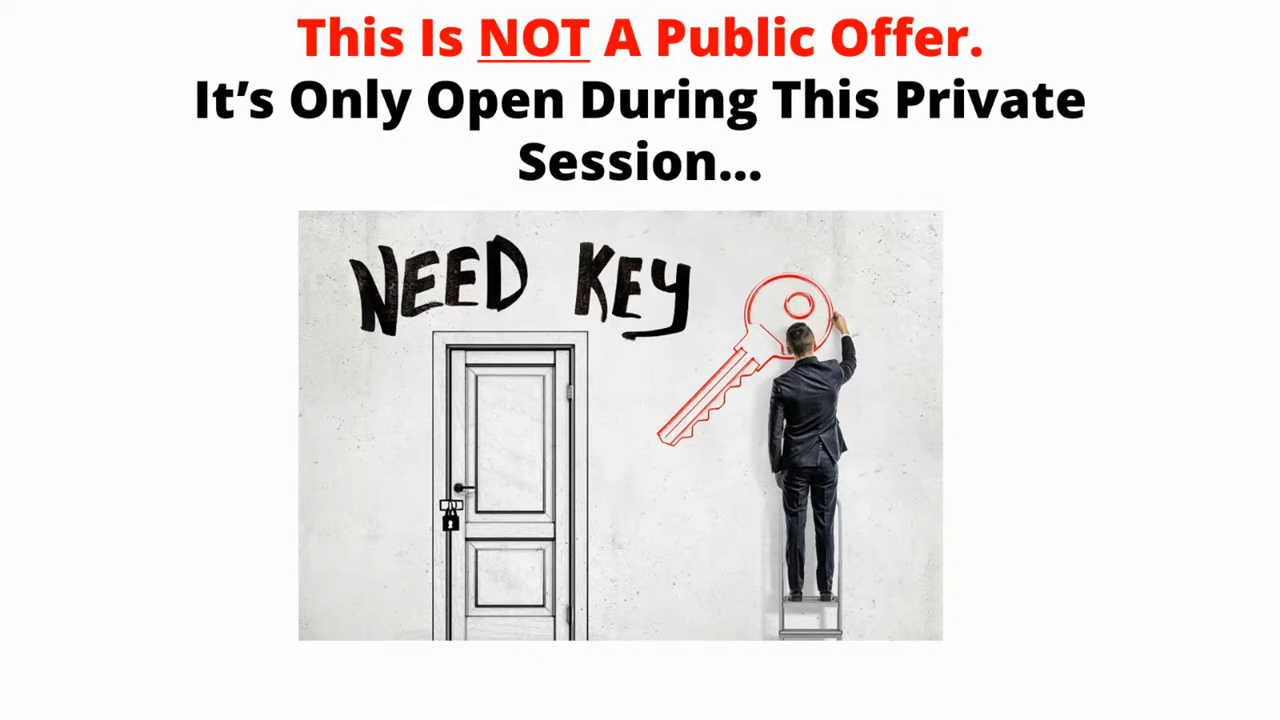 This Is NOT A Public Offer.
It’s Only Open During This Private
Session...
NEED KEY